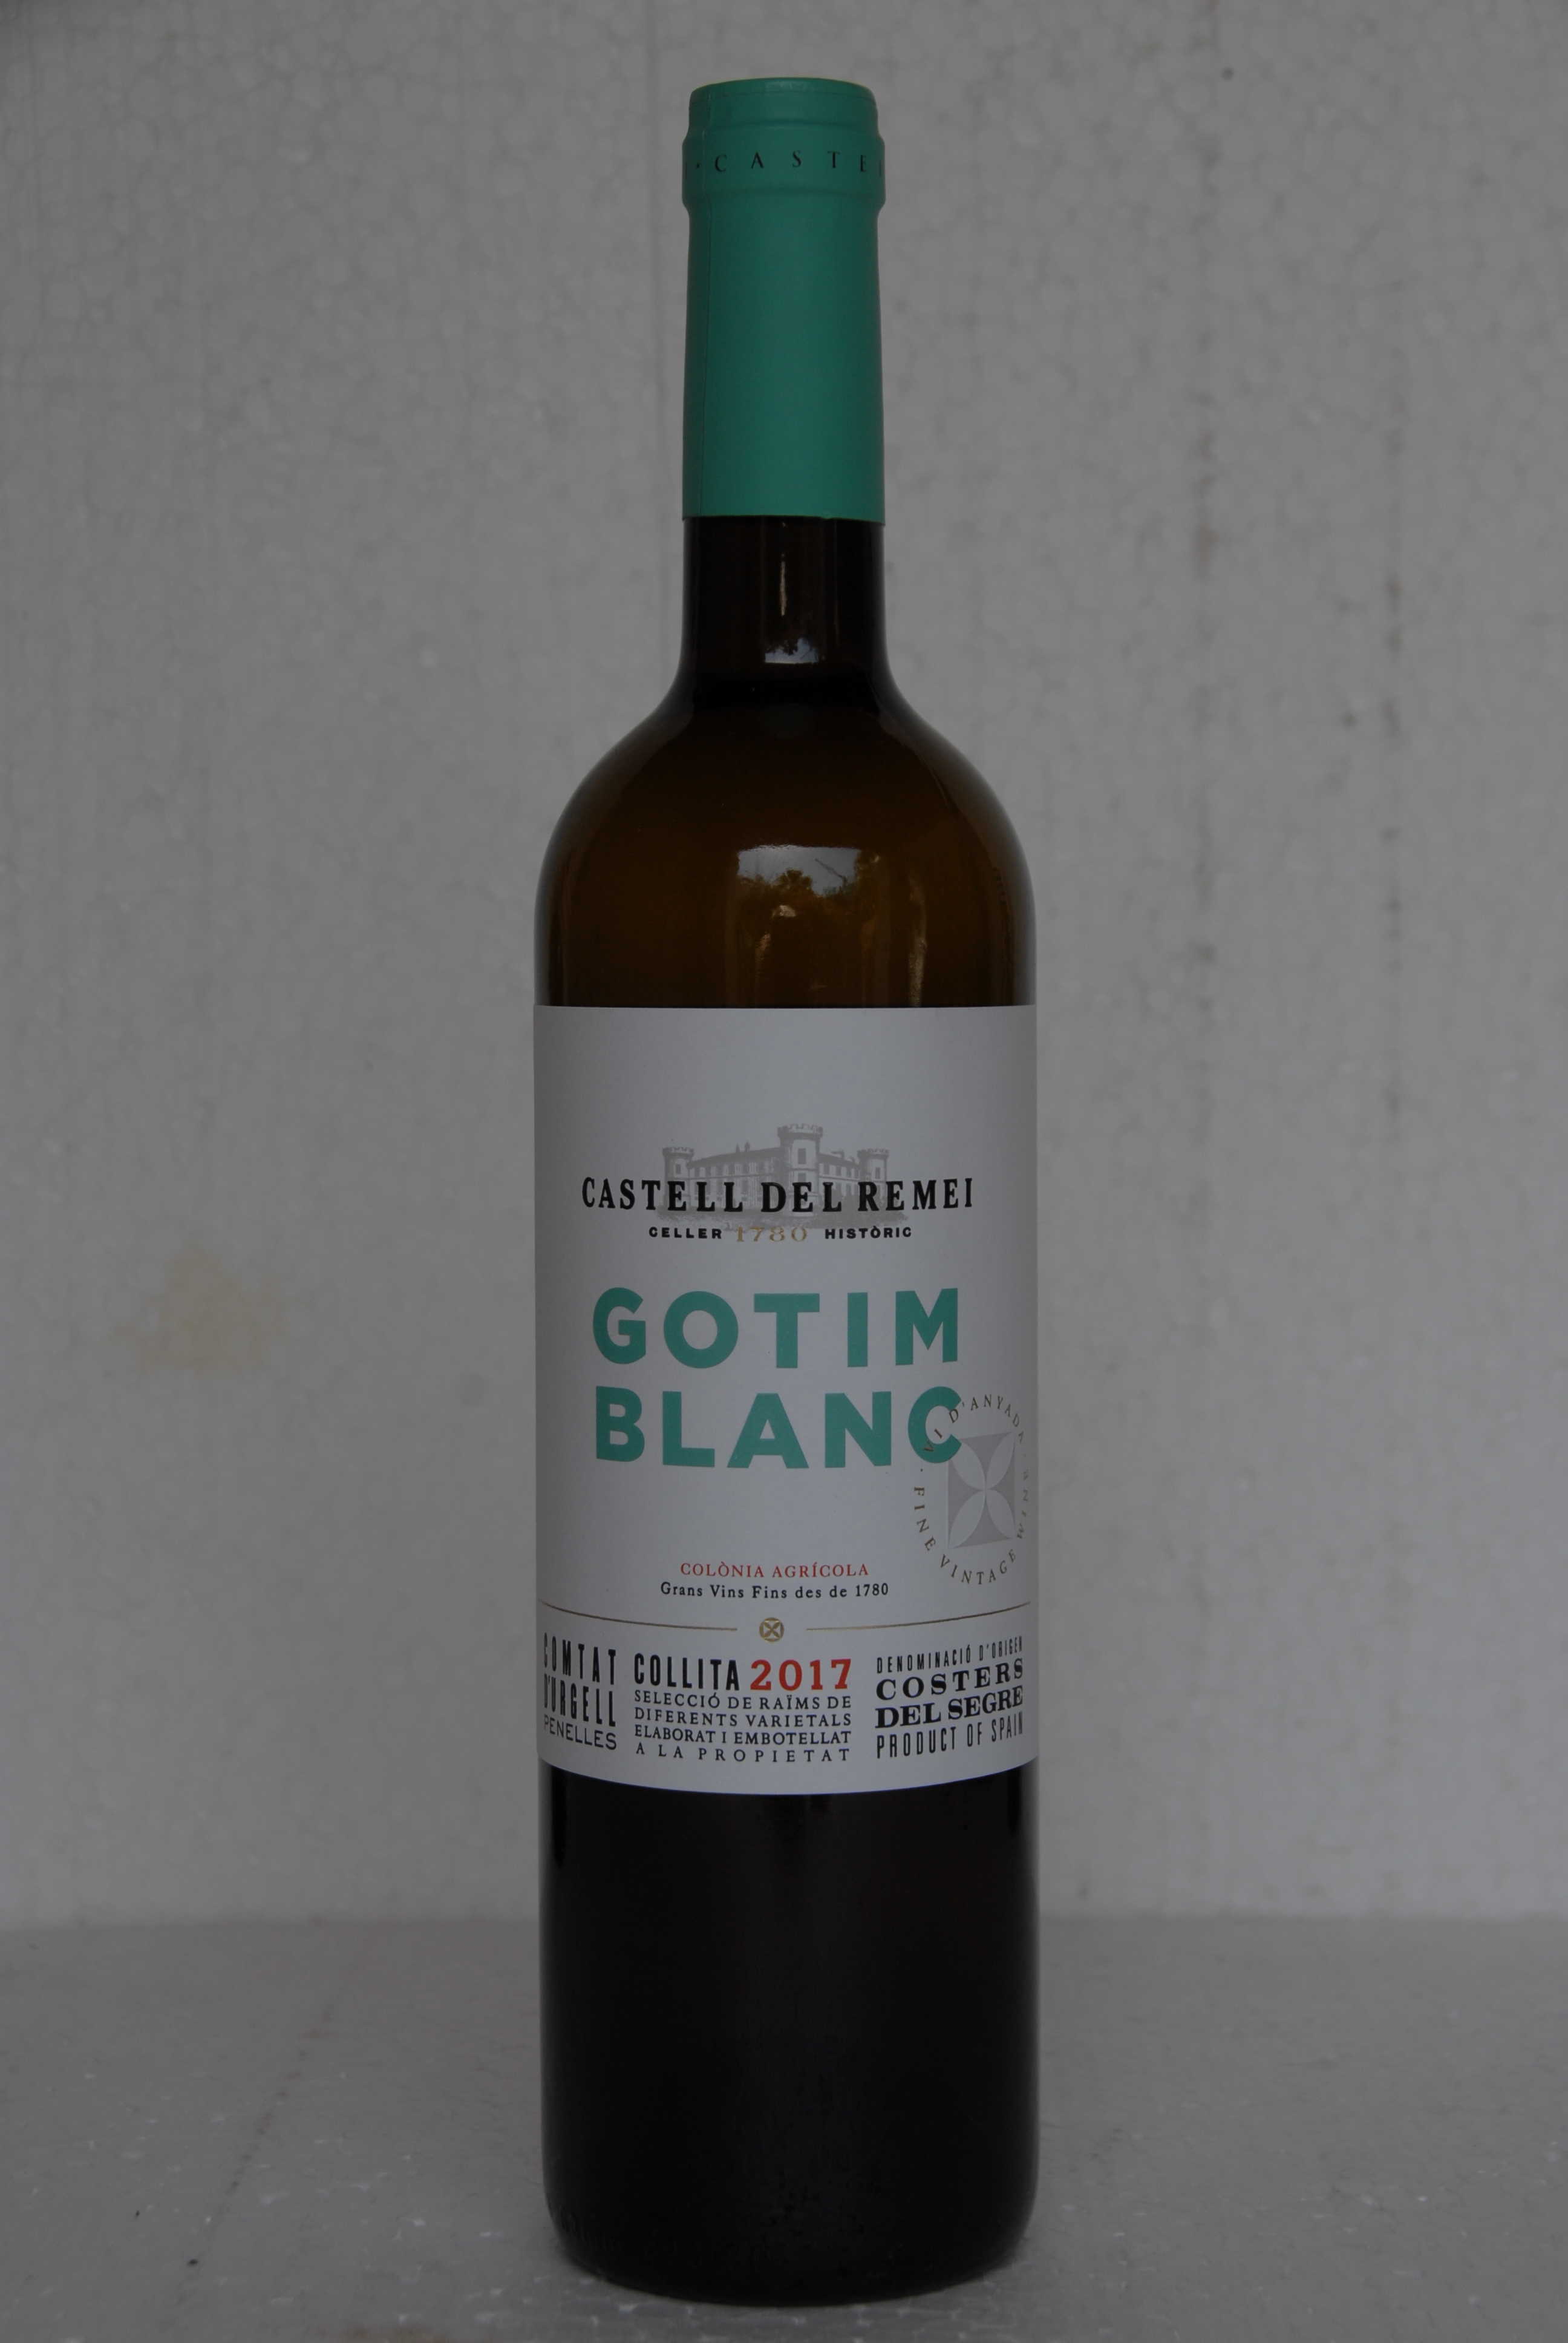 · CASTE
CASTELL DEL REMEI
CELLER 1780 HISTÒRIC
GOTIM
BLANC
VI D'ANYADA · FINE VINTAGE WINE ·
COLÒNIA AGRÍCOLA
Grans Vins Fins des de 1780
COMTAT
D'URGELL
PENELLES
COLLITA 2017
SELECCIÓ DE RAÏMS DE
DIFERENTS VARIETALS
ELABORAT I EMBOTELLAT
A LA PROPIETAT
DENOMINACIÓ D'ORIGEN
COSTERS
DEL SEGRE
PRODUCT OF SPAIN